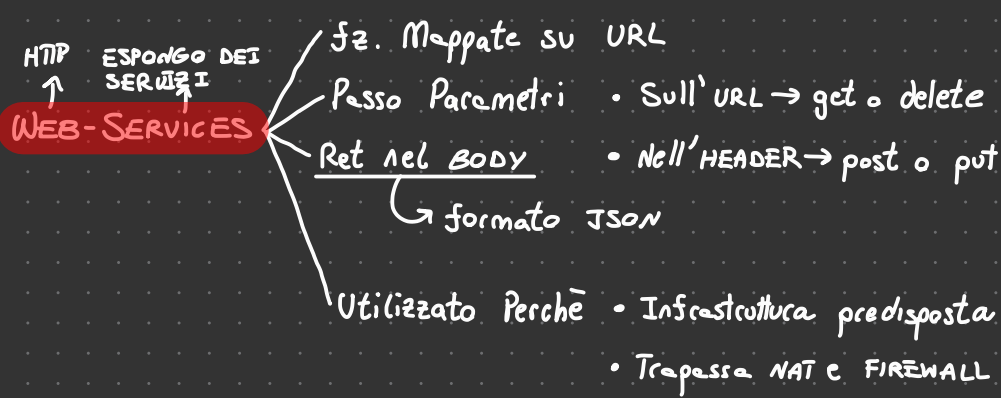 HTTP ESPONGO DEI
SERVIZI
WEB-SERVICES
fz. Mappate su URL
Passo Parametri • Sull'URL → get o delete
Ret nel BODY • Nell'HEADER → post o put
formato JSON
Utilizzato Perchè • Infrastruttura predisposta
• Trapassa NAT e FIREWALL